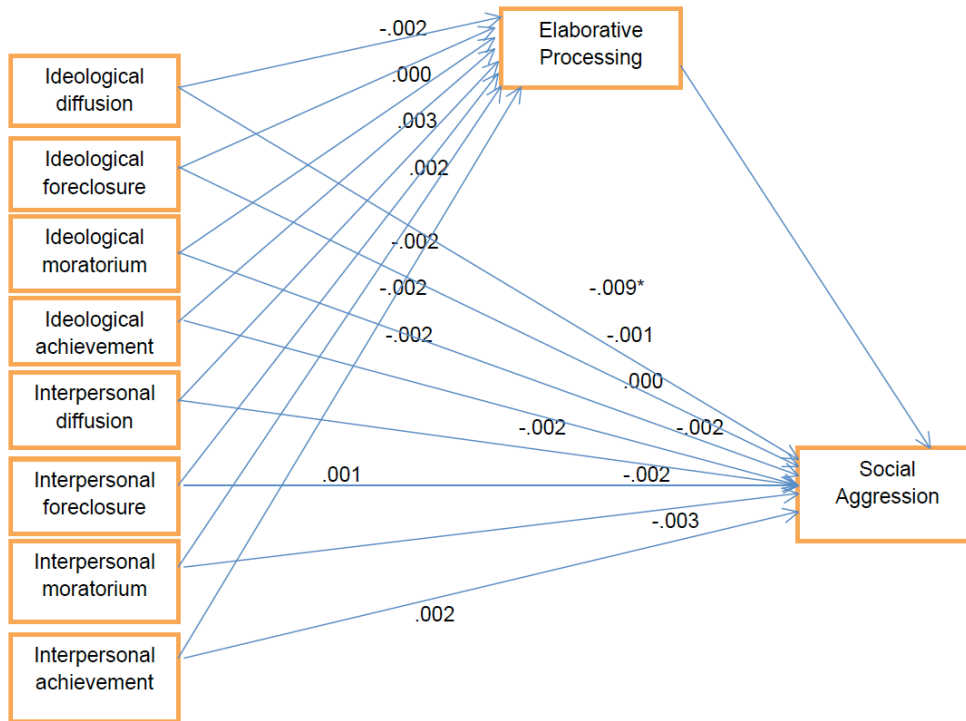 Elaborative
Processing
-.002
Ideological
diffusion
.000
.003
Ideological
foreclosure
.002
Ideological
moratorium
-.002
-.002
-.009*
Ideological
achievement
-.002
-.001
.000
Interpersonal
diffusion
-.002
-.002
Social
Aggression
Interpersonal
foreclosure
.001
-.002
-.003
Interpersonal
moratorium
.002
Interpersonal
achievement